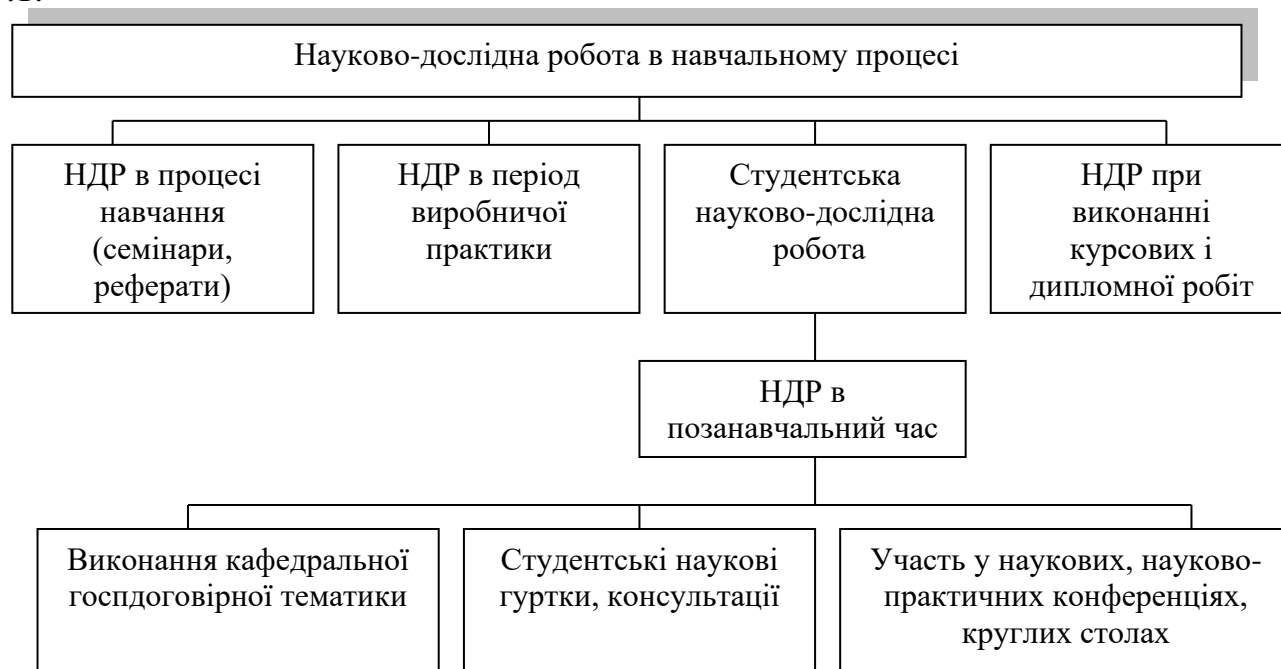 Науково-дослідна робота в навчальному процесі
НДР в процесі
навчання
(семінари,
реферати)
НДР в період
виробничої
практики
Студентська
науково-дослідна
робота
НДР при
виконанні
курсових і
дипломної робіт
НДР в
позанавчальний час
Виконання кафедральної
госпдоговірної тематики
Студентські наукові
гуртки, консультації
Участь у наукових, науково-
практичних конференціях,
круглих столах